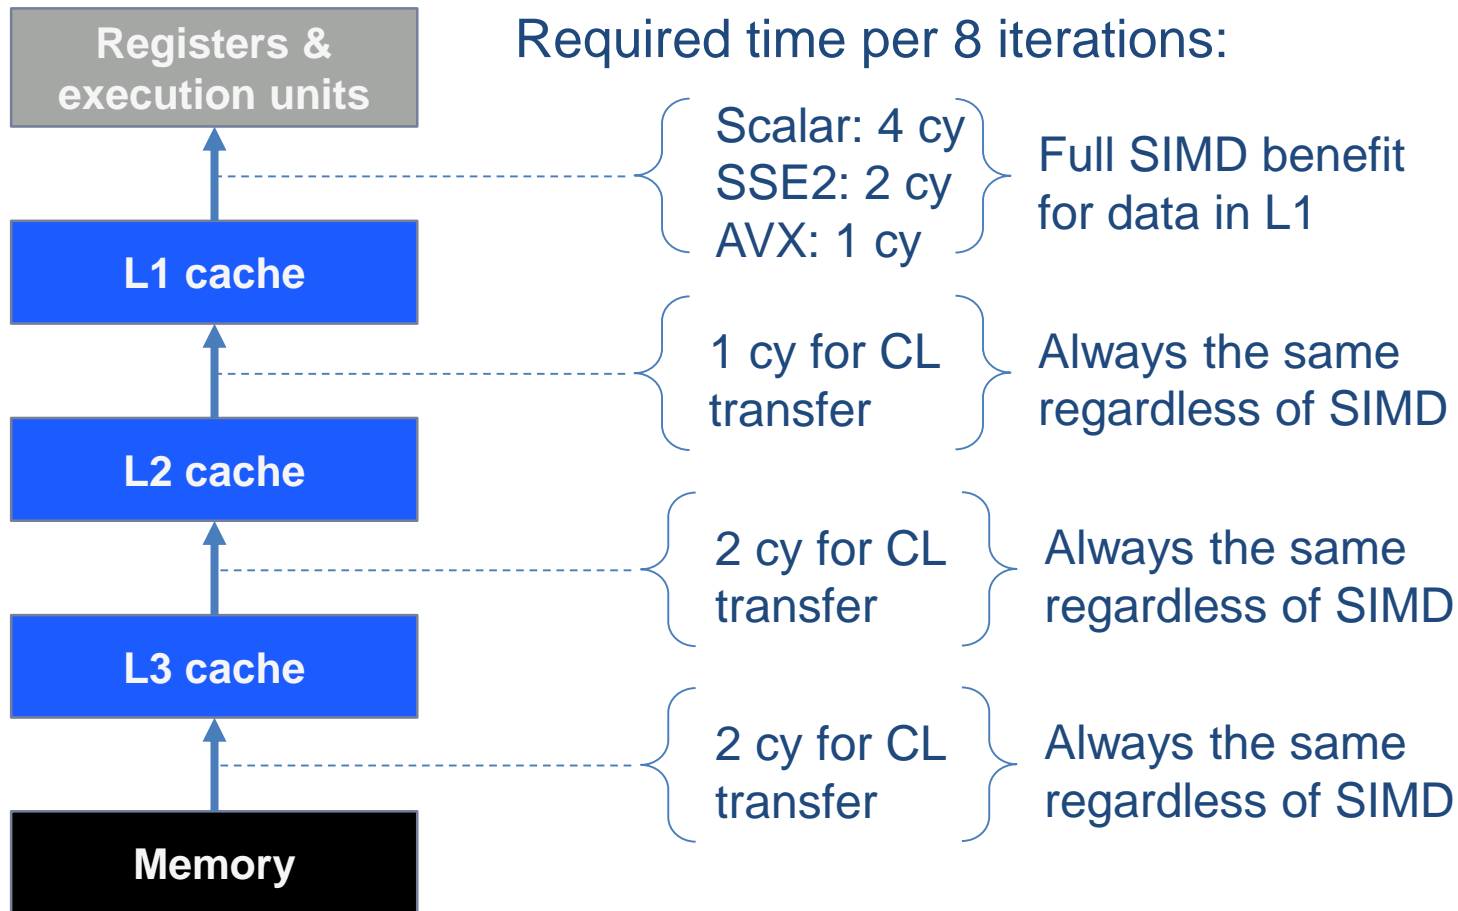 Registers &
execution units
Required time per 8 iterations:
Scalar: 4 cy
SSE2: 2 cy
AVX: 1 cy
Full SIMD benefit
for data in L1
L1 cache
1 cy for CL
transfer
Always the same
regardless of SIMD
L2 cache
2 cy for CL
transfer
Always the same
regardless of SIMD
L3 cache
2 cy for CL
transfer
Always the same
regardless of SIMD
Memory